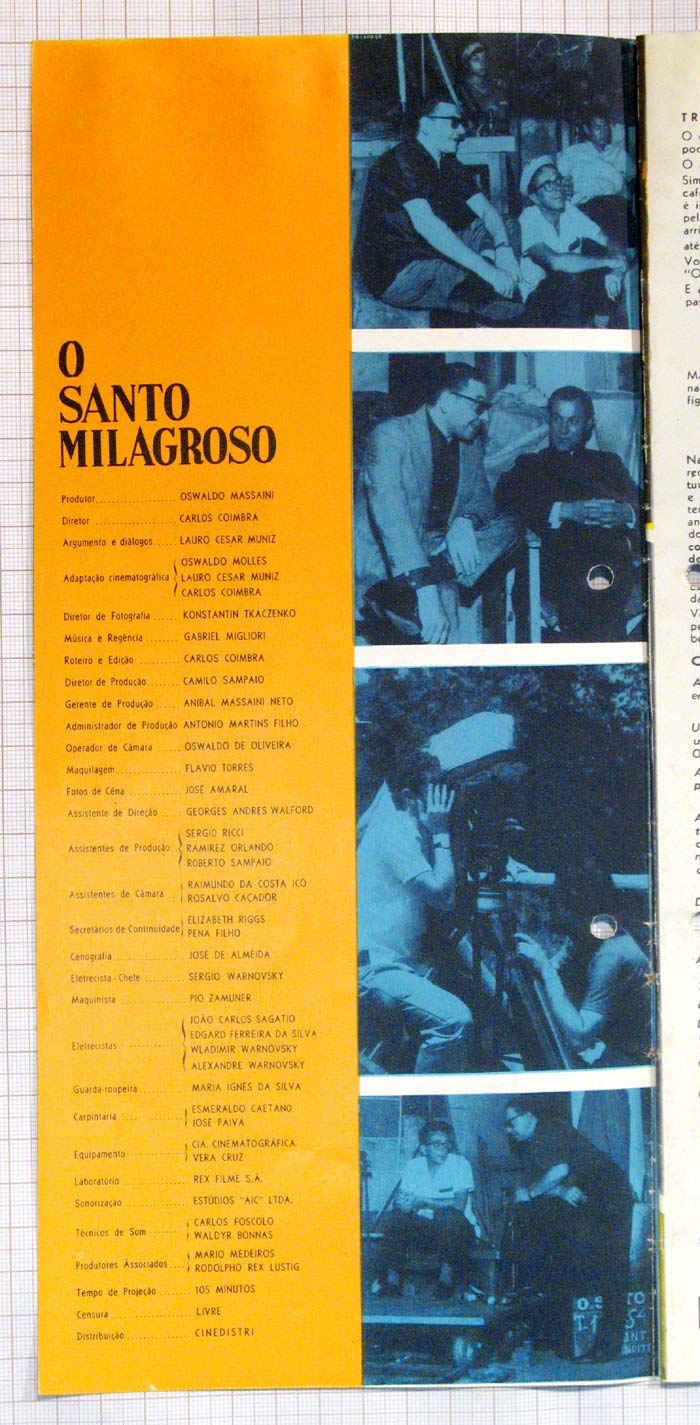 O
SANTO
MILAGROSO
Produtor OSWALDO MASSAINI
Diretor CARLOS COIMBRA
Argumento e diálogos LAURO CESAR MUNIZ
Adaptação cinematográfica OSWALDO MOLLES
LAURO CESAR MUNIZ
CARLOS COIMBRA
Diretor de Fotografia KONSTANTIN TKACZENKO
Música e Regência GABRIEL MIGLIORI
Roteiro e Edição CARLOS COIMBRA
Diretor de Produção CAMILO SAMPAIO
Gerente de Produção ANIBAL MASSAINI NETO
Administrador de Produção ANTONIO MARTINS FILHO
Operador de Câmara OSWALDO DE OLIVEIRA
Maquilagem FLAVIO TORRES
Fotos de Cêna JOSÉ AMARAL
Assistente de Direção GEORGES ANDRES WALFORD
Assistentes de Produção SERGIO RICCI
RAMIREZ ORLANDO
ROBERTO SAMPAIO
Assistentes de Câmara RAIMUNDO DA COSTA ICÓ
ROSALVO CAÇADOR
Secretários de Continuidade ELIZABETH RIGGS
PENA FILHO
Cenografia JOSÉ DE ALMEIDA
Eletrecista-Chefe SERGIO WARNOVSKY
Maquinista PIO ZAMUNER
Eletrecistas JOÃO CARLOS SAGATIO
EDGARD FERREIRA DA SILVA
WLADIMIR WARNOVSKY
ALEXANDRE WARNOVSKY
Guarda-roupeira MARIA IGNÊS DA SILVA
Carpintaria ESMERALDO CAETANO
JOSÉ PAIVA
Equipamento CIA. CINEMATOGRÁFICA
VERA CRUZ
Laboratório REX FILME S.A.
Sonorização ESTÚDIOS "AIC" LTDA.
Técnicos de Som CARLOS FOSCOLO
WALDYR BONNAS
Produtores Associados MARIO MEDEIROS
RODOLPHO REX LUSTIG
Tempo de Projeção 105 MINUTOS
Censura LIVRE
Distribuição CINEDISTRI